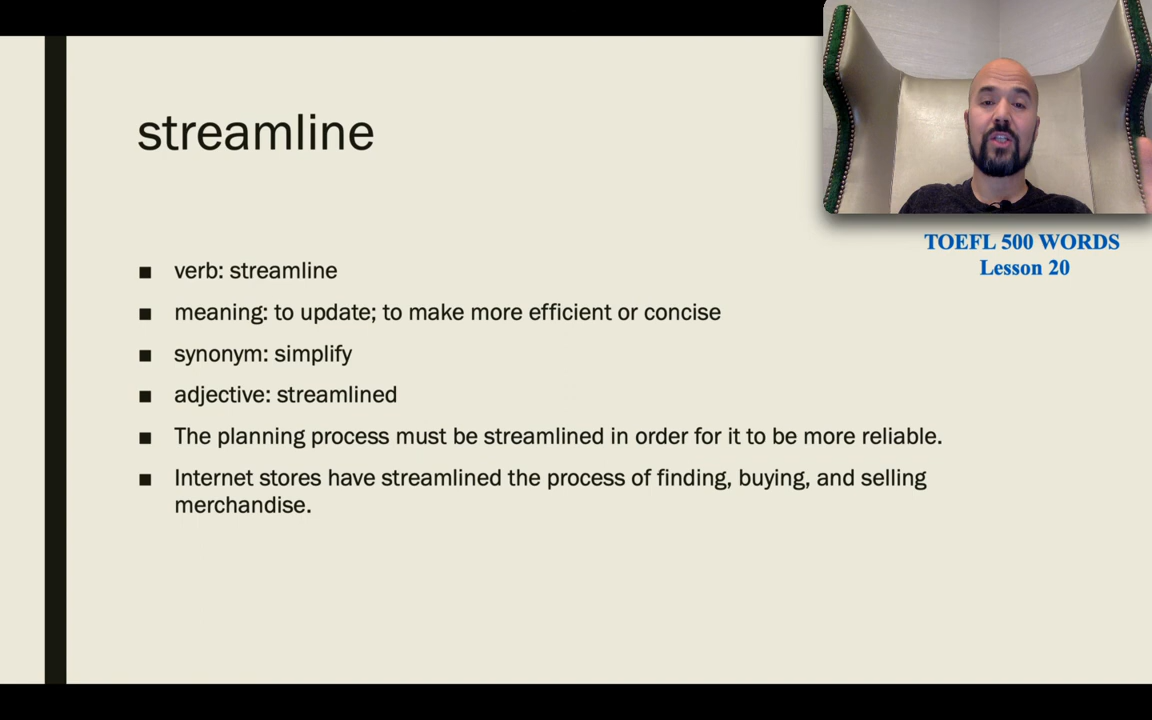 streamline
TOEFL 500 WORDS
Lesson 20
verb: streamline
meaning: to update; to make more efficient or concise
synonym: simplify
adjective: streamlined
The planning process must be streamlined in order for it to be more reliable.
Internet stores have streamlined the process of finding, buying, and selling
merchandise.